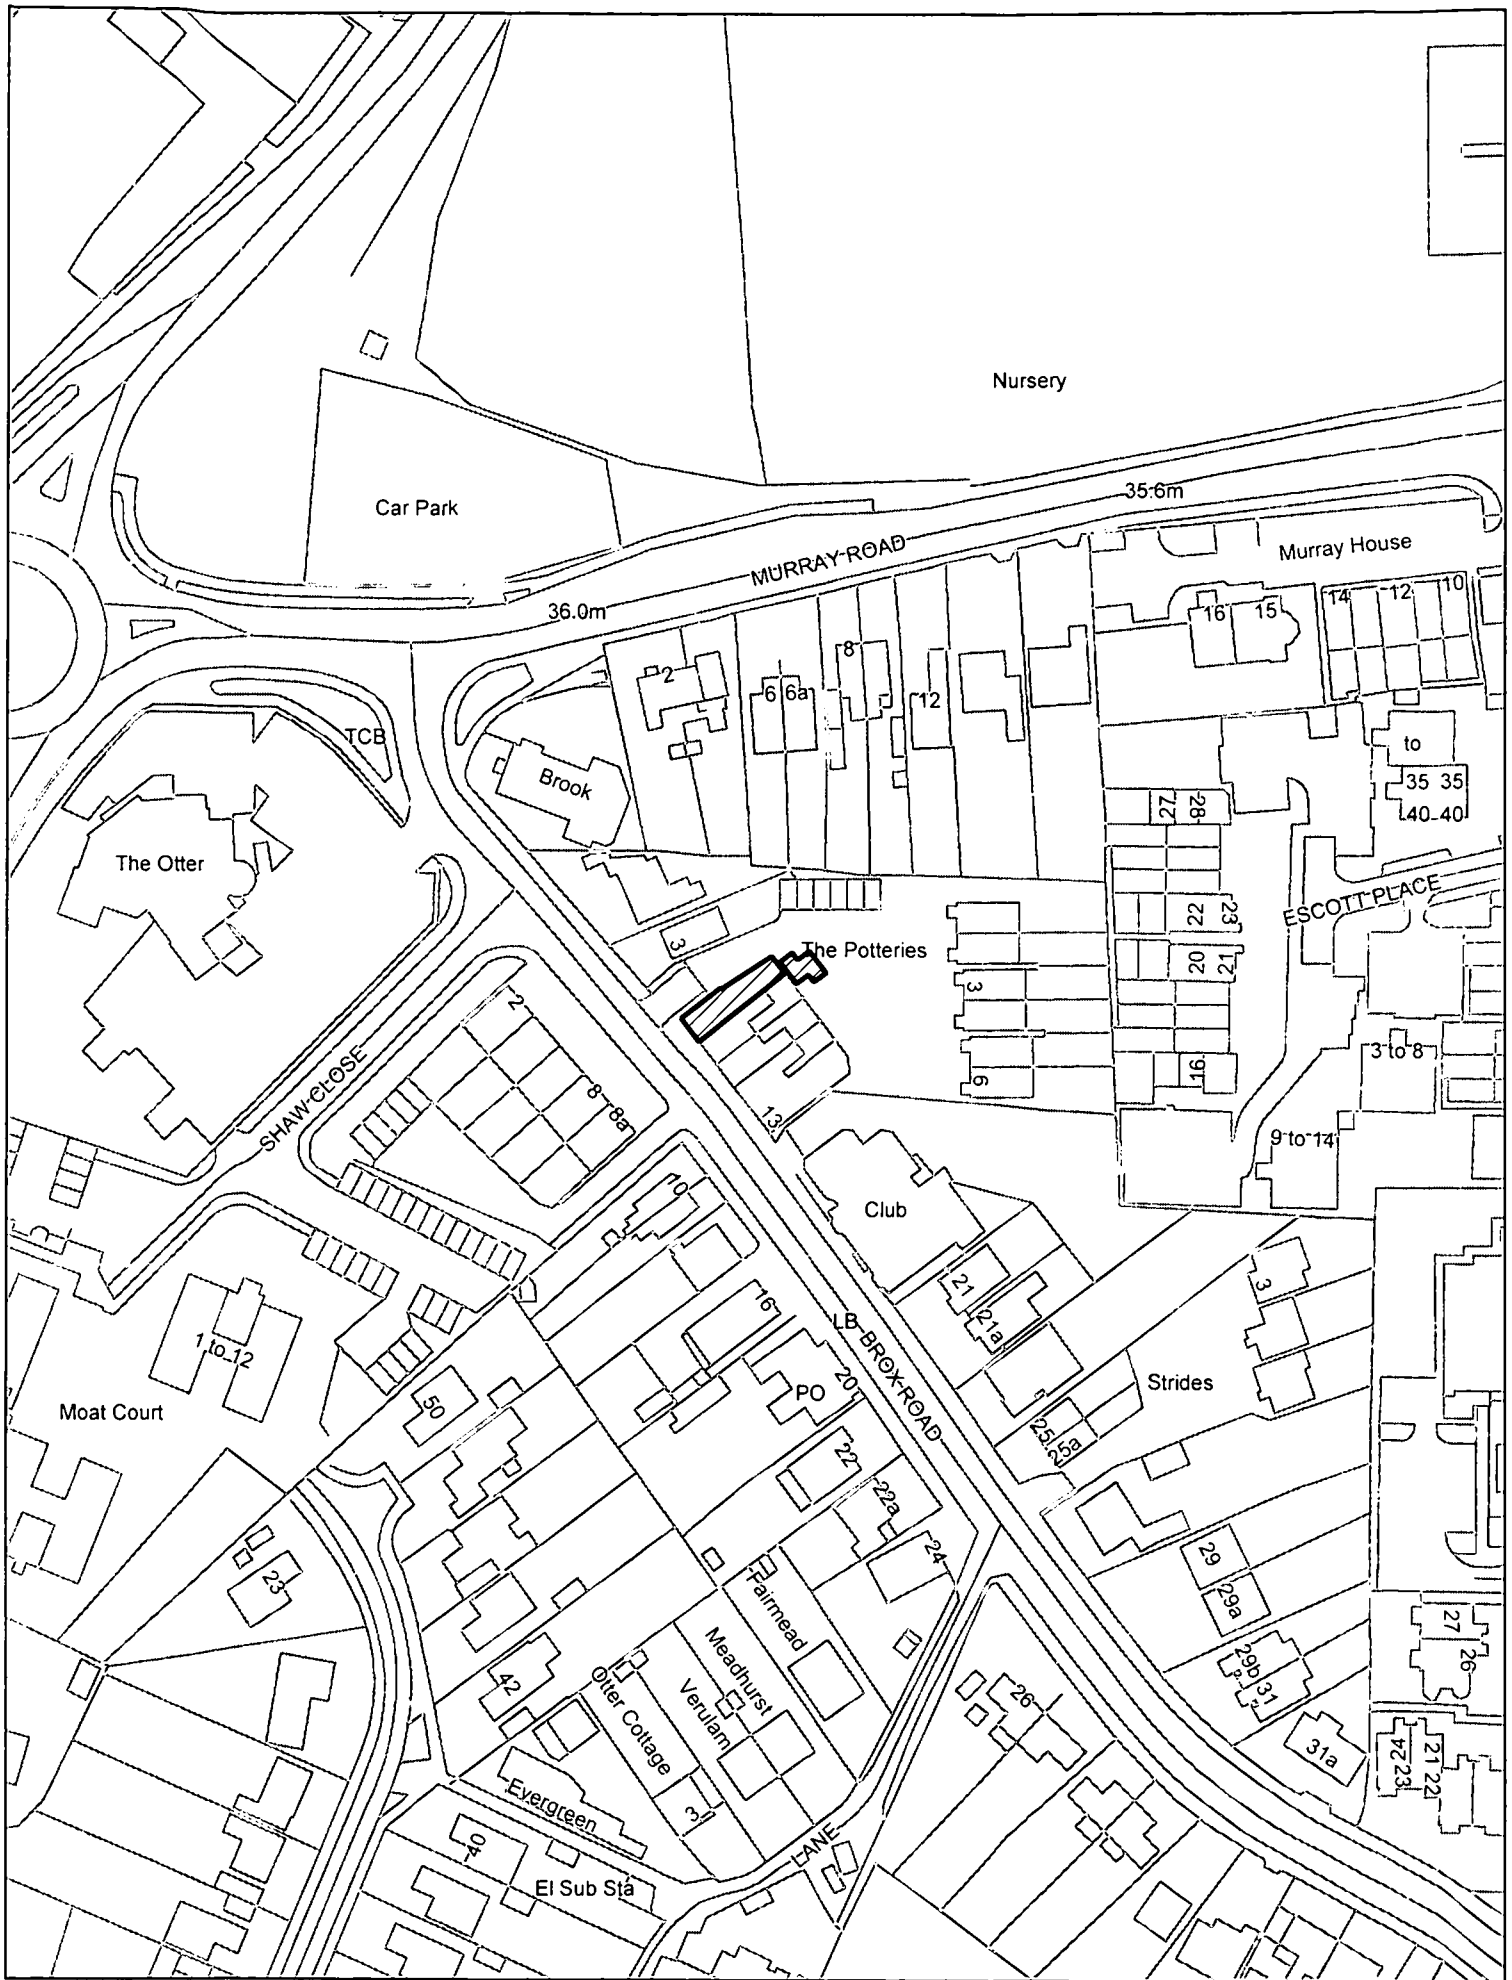 Nursery
35.6m
Car Park
MURRAY ROAD
Murray House
36.0m
16 15
14 12 10
2
8
6 6a
12
TCB
to
35 35
40 40
Brook
28
The Otter
ESCOTT PLACE
22 23
3
The Potteries
20 21
3
2
3 to 8
16
6
8 8a
SHAW CLOSE
13
9 to 14
10
Club
21
3
21a
16
LB
BROX ROAD
1 to 12
20
PO
Strides
50
Moat Court
25
25a
22
22a
24
29
23
29a
Fairmead
27
26
Meadhurst
29b
31
Verulam
42
Otter Cottage
26
31a
24
23
21 22
Evergreen
3
40
LANE
El Sub Sta